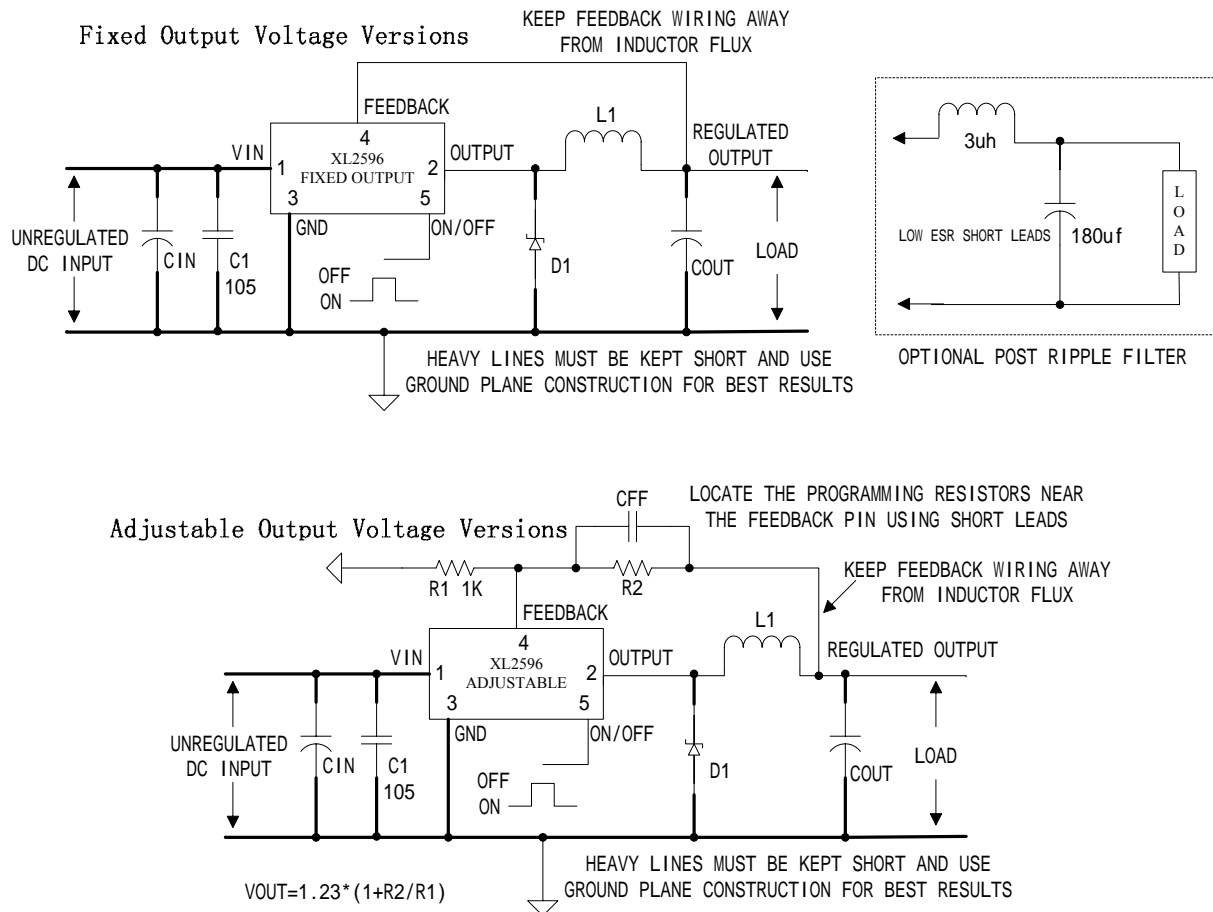 Fixed Output Voltage Versions
KEEP FEEDBACK WIRING AWAY
FROM INDUCTOR FLUX
FEEDBACK
4
L1
REGULATED
OUTPUT
VIN
1
XL2596
FIXED OUTPUT
2
OUTPUT
3
5
GND
ON/OFF
UNREGULATED
DC INPUT
CIN
C1
105
OFF
ON
D1
COUT
LOAD
HEAVY LINES MUST BE KEPT SHORT AND USE
GROUND PLANE CONSTRUCTION FOR BEST RESULTS
3uh
LOW ESR SHORT LEADS
180uf
LOAD
OPTIONAL POST RIPPLE FILTER
Adjustable Output Voltage Versions
CFF
LOCATE THE PROGRAMMING RESISTORS NEAR
THE FEEDBACK PIN USING SHORT LEADS
R1 1K
R2
KEEP FEEDBACK WIRING AWAY
FROM INDUCTOR FLUX
FEEDBACK
4
L1
REGULATED OUTPUT
VIN
1
XL2596
ADJUSTABLE
2
OUTPUT
3
5
GND
ON/OFF
UNREGULATED
DC INPUT
CIN
C1
105
OFF
ON
D1
COUT
LOAD
HEAVY LINES MUST BE KEPT SHORT AND USE
GROUND PLANE CONSTRUCTION FOR BEST RESULTS
VOUT=1.23*(1+R2/R1)